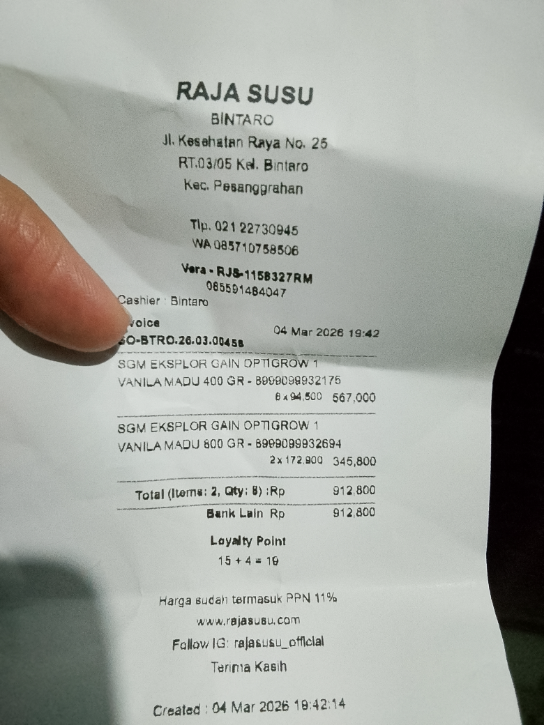 RAJA SUSU
BINTARO
Jl. Kesehatan Raya No. 25
RT.03/05 Kel. Bintaro
Kec. Pesanggrahan
Tlp. 021 22730945
WA 085710758506
Vera - RJS-1158327RM
085591484047
Cashier : Bintaro
voice
04 Mar 2026 19:42
SO-BTRO.26.03.00458
SGM EKSPLOR GAIN OPTIGROW 1
VANILA MADU 400 GR - 8999099932175
6 x 94,500 567,000
SGM EKSPLOR GAIN OPTIGROW 1
VANILA MADU 800 GR - 8999099932694
2 x 172,900 345,800
Total (Items: 2, Qty: 8) :Rp 912,800
Bank Lain Rp 912,800
Loyalty Point
15 + 4 = 19
Harga sudah termasuk PPN 11%
www.rajasusu.com
Follow IG: rajasusu_official
Terima Kasih
Created : 04 Mar 2026 19:42:14